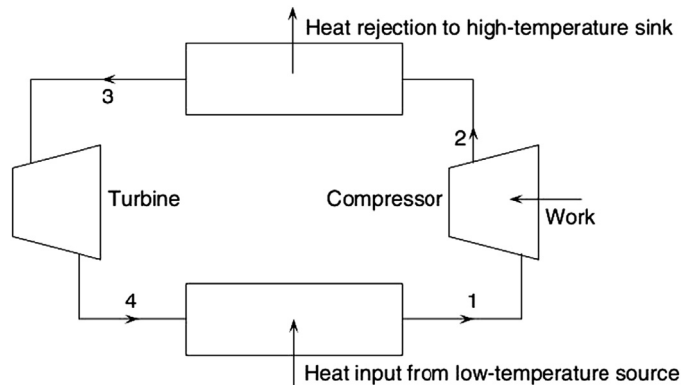 Heat rejection to high-temperature sink
3
2
Turbine
Compressor
Work
4
1
Heat input from low-temperature source